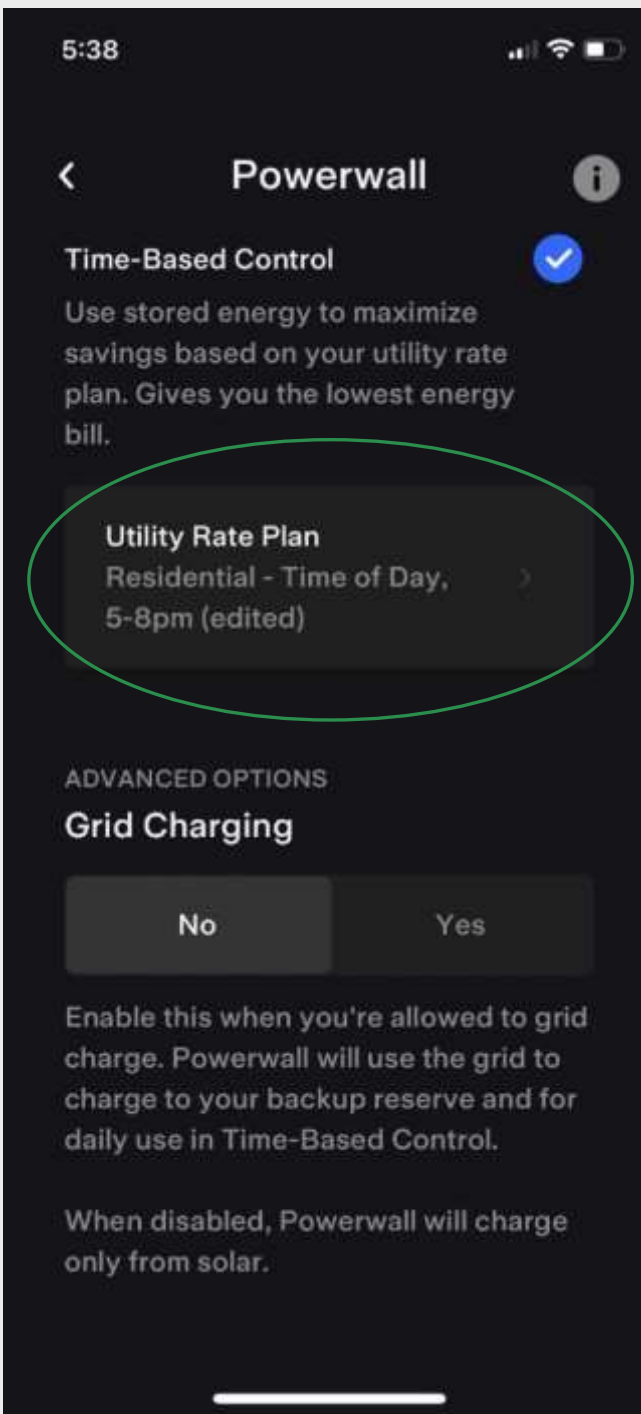 5:38
Powerwall
Time-Based Control
Use stored energy to maximize
savings based on your utility rate
plan. Gives you the lowest energy
bill.
Utility Rate Plan
Residential - Time of Day,
5-8pm (edited)
ADVANCED OPTIONS
Grid Charging
No Yes
Enable this when you're allowed to grid
charge. Powerwall will use the grid to
charge to your backup reserve and for
daily use in Time-Based Control.
When disabled, Powerwall will charge
only from solar.